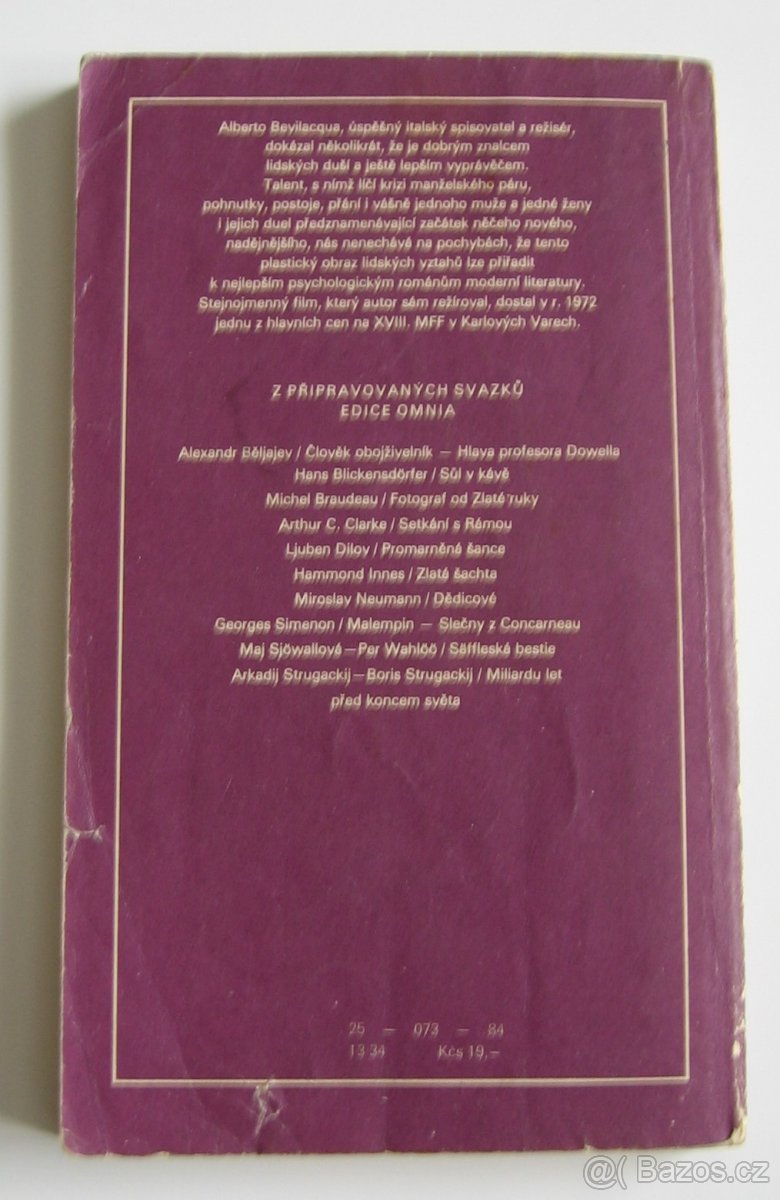 Alberto Bevilacqua, úspěšný italský spisovatel a režisér,
dokázal několikrát, že je dobrým znalcem
lidských duší a ještě lepším vyprávěčem.
Talent, s nímž líčí krizi manželského páru,
pohnutky, postoje, přání i vášně jednoho muže a jedné ženy
i jejich duel předznamenávající začátek něčeho nového,
nadějnějšího, nás nenechává na pochybách, že tento
plastický obraz lidských vztahů lze přiřadit
k nejlepším psychologickým románům moderní literatury.
Stejnojmenný film, který autor sám režíroval, dostal v r. 1972
jednu z hlavních cen na XVIII. MFF v Karlových Varech.
Z PŘIPRAVOVANÝCH SVAZKŮ
EDICE OMNIA
Alexandr Běljajev / Člověk obojživelník — Hlava profesora Dowella
Hans Blickensdörfer / Sůl v kávě
Michel Braudeau / Fotograf od Zlaté ruky
Arthur C. Clarke / Setkání s Rámou
Ljuben Dilov / Promarněná šance
Hammond Innes / Zlatá šachta
Miroslav Neumann / Dědicové
Georges Simenon / Malempin — Slečny z Concarneau
Maj Sjöwallová—Per Wahlöö / Säffleská bestie
Arkadij Strugackij—Boris Strugackij / Miliardu let
před koncem světa
25 — 073 — 84
13/34 Kčs 19,—
@( Bazos.cz